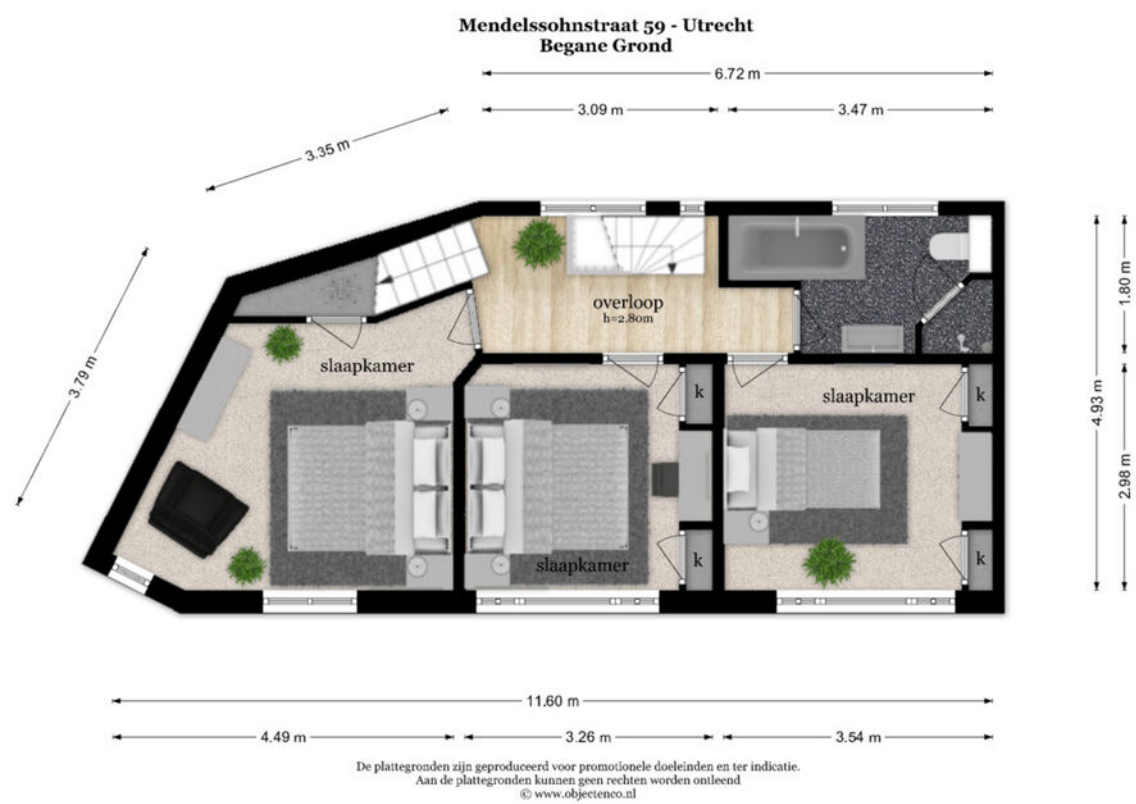 Mendelssohnstraat 59 - Utrecht
Begane Grond
6.72 m
3.09 m
3.47 m
3.35 m
3.79 m
1.80 m
4.93 m
2.98 m
overloop
h=2.80m
slaapkamer
slaapkamer
k
k
slaapkamer
k
k
11.60 m
4.49 m
3.26 m
3.54 m
De plattegronden zijn geproduceerd voor promotionele doeleinden en ter indicatie.
Aan de plattegronden kunnen geen rechten worden ontleend
© www.objectenco.nl